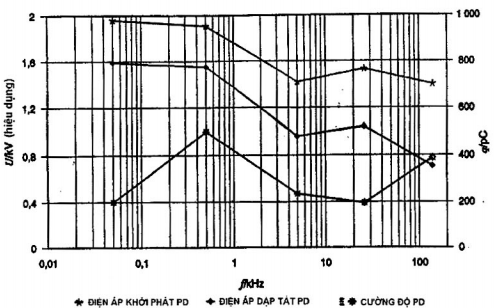 2
1 000
1,6
800
1,2
600
0,8
400
0,4
200
0
0
U/kV (hiệu dụng)
q/pC
0,01
0,1
1
10
100
f/kHz
ĐIỆN ÁP KHỞI PHÁT PD
ĐIỆN ÁP DẬP TẮT PD
CƯỜNG ĐỘ PD